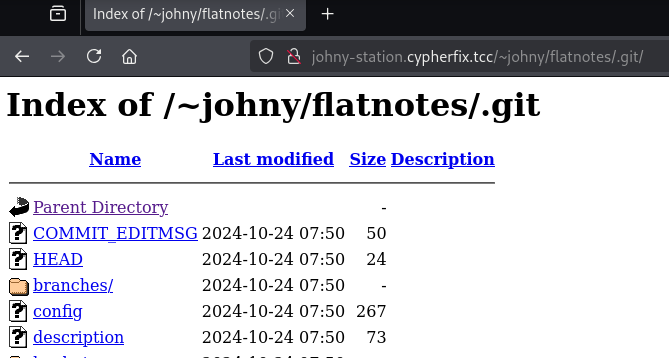 Index of /~johny/flatnotes/.gi
johny-station.cypherfix.tcc/~johny/flatnotes/.git/
Index of /~johny/flatnotes/.git
Name Last modified Size Description
Parent Directory -
COMMIT_EDITMSG 2024-10-24 07:50 50
HEAD 2024-10-24 07:50 24
branches/ 2024-10-24 07:50 -
config 2024-10-24 07:50 267
description 2024-10-24 07:50 73